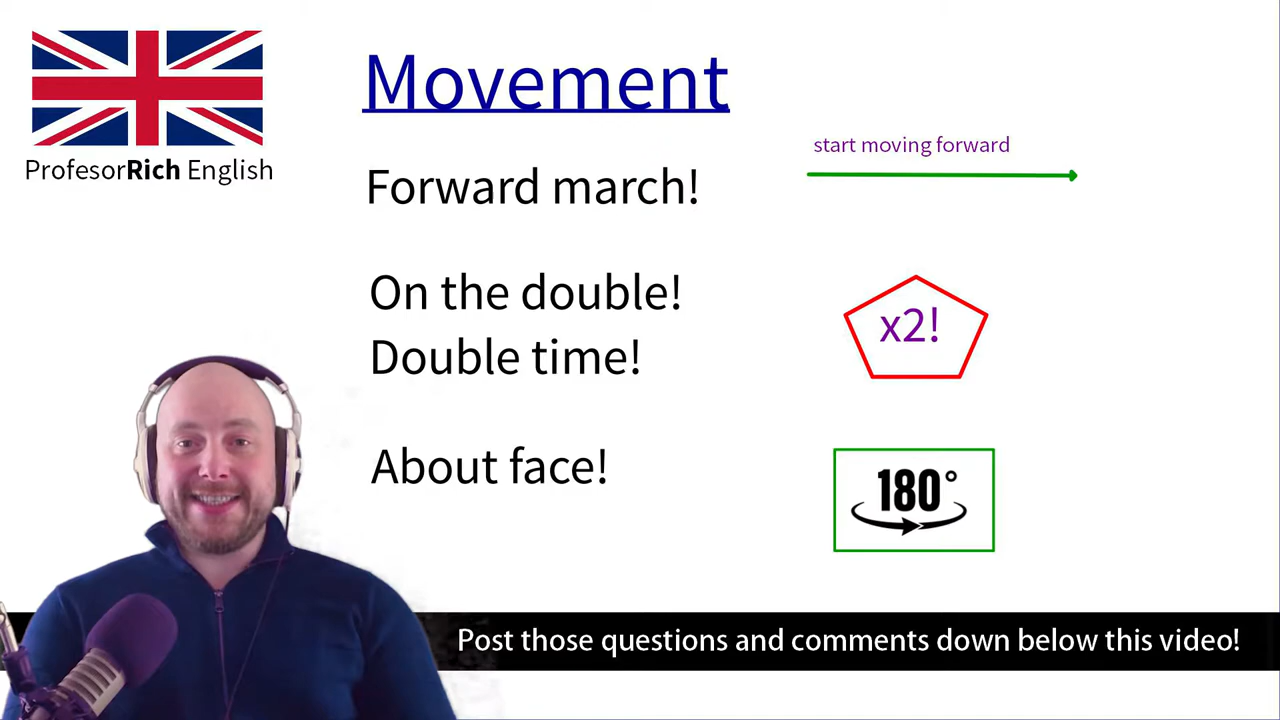 ProfesorRich English
Movement
Forward march!
start moving forward
On the double!
Double time!
x2!
About face!
180°
Post those questions and comments down below this video!